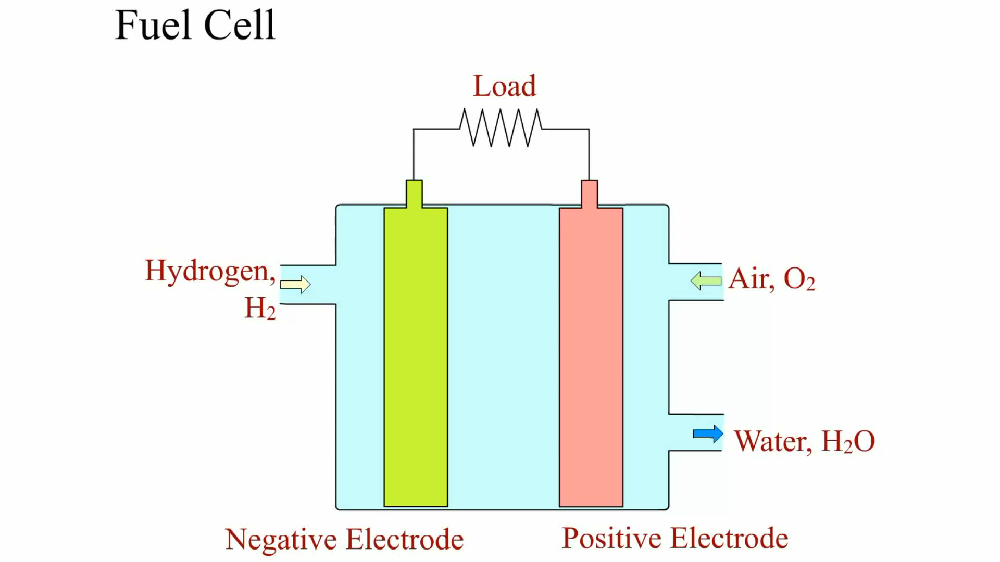 Fuel Cell
Load
Hydrogen,
H₂
Air, O₂
Water, H₂O
Negative Electrode
Positive Electrode